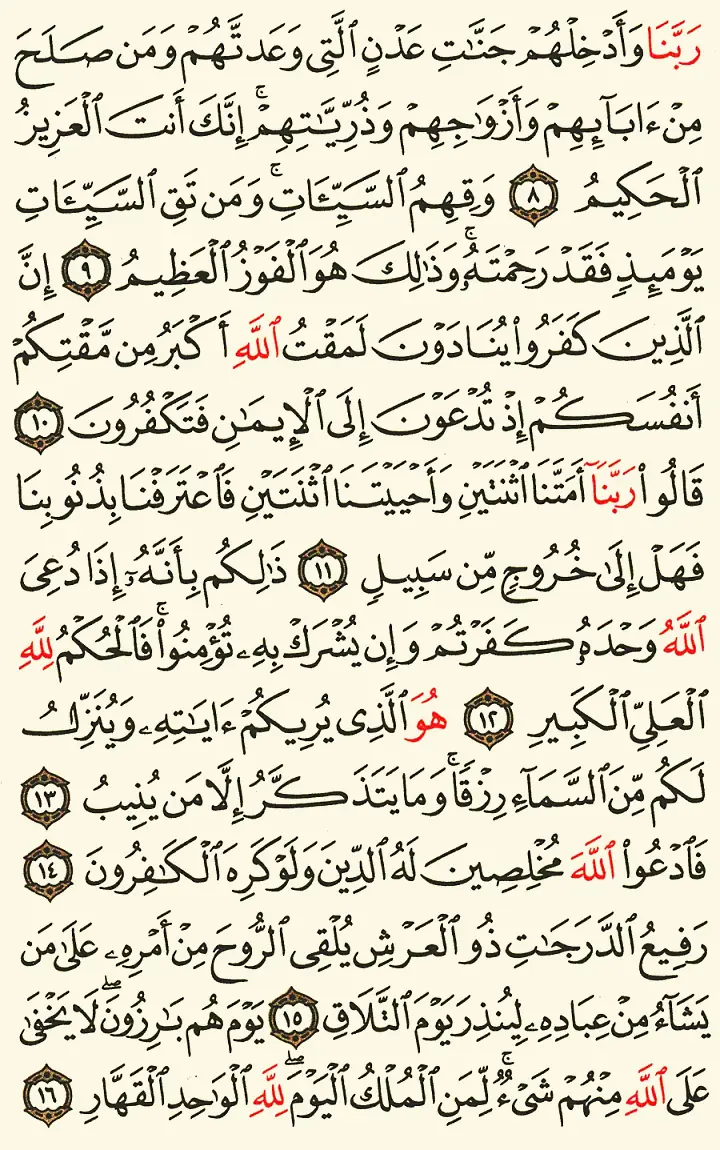 رَبَّنَا وَأَدْخِلْهُمْ جَنَّٰتِ عَدْنٍ ٱلَّتِى وَعَدتَّهُمْ وَمَن صَلَحَ
مِنْ ءَابَآئِهِمْ وَأَزْوَٰجِهِمْ وَذُرِّيَّٰتِهِمْ ۚ إِنَّكَ أَنتَ ٱلْعَزِيزُ
ٱلْحَكِيمُ ٨ وَقِهِمُ ٱلسَّيِّـَٔاتِ ۚ وَمَن تَقِ ٱلسَّيِّـَٔاتِ
يَوْمَئِذٍ فَقَدْ رَحِمْتَهُۥ ۚ وَذَٰلِكَ هُوَ ٱلْفَوْزُ ٱلْعَظِيمُ ٩ إِنَّ
ٱلَّذِينَ كَفَرُوا۟ يُنَادَوْنَ لَمَقْتُ ٱللَّهِ أَكْبَرُ مِن مَّقْتِكُمْ
أَنفُسَكُمْ إِذْ تُدْعَوْنَ إِلَى ٱلْإِيمَٰنِ فَتَكْفُرُونَ ١٠
قَالُوا۟ رَبَّنَآ أَمَتَّنَا ٱثْنَتَيْنِ وَأَحْيَيْتَنَا ٱثْنَتَيْنِ فَٱعْتَرَفْنَا بِذُنُوبِنَا
فَهَلْ إِلَىٰ خُرُوجٍ مِّن سَبِيلٍ ١١ ذَٰلِكُم بِأَنَّهُۥٓ إِذَا دُعِىَ
ٱللَّهُ وَحْدَهُۥ كَفَرْتُمْ وَإِن يُشْرَكْ بِهِۦ تُؤْمِنُوا۟ ۚ فَٱلْحُكْمُ لِلَّهِ
ٱلْعَلِىِّ ٱلْكَبِيرِ ١٢ هُوَ ٱلَّذِى يُرِيكُمْ ءَايَٰتِهِۦ وَيُنَزِّلُ
لَكُم مِّنَ ٱلسَّمَآءِ رِزْقًا ۚ وَمَا يَتَذَكَّرُ إِلَّا مَن يُنِيبُ ١٣
فَٱدْعُوا۟ ٱللَّهَ مُخْلِصِينَ لَهُ ٱلدِّينَ وَلَوْ كَرِهَ ٱلْكَٰفِرُونَ ١٤
رَفِيعُ ٱلدَّرَجَٰتِ ذُو ٱلْعَرْشِ يُلْقِى ٱلرُّوحَ مِنْ أَمْرِهِۦ عَلَىٰ مَن
يَشَآءُ مِنْ عِبَادِهِۦ لِيُنذِرَ يَوْمَ ٱلتَّلَاقِ ١٥ يَوْمَ هُم بَٰرِزُونَ ۖ لَا يَخْفَىٰ
عَلَى ٱللَّهِ مِنْهُمْ شَىْءٌ ۚ لِّمَنِ ٱلْمُلْكُ ٱلْيَوْمَ ۖ لِلَّهِ ٱلْوَٰحِدِ ٱلْقَهَّارِ ١٦